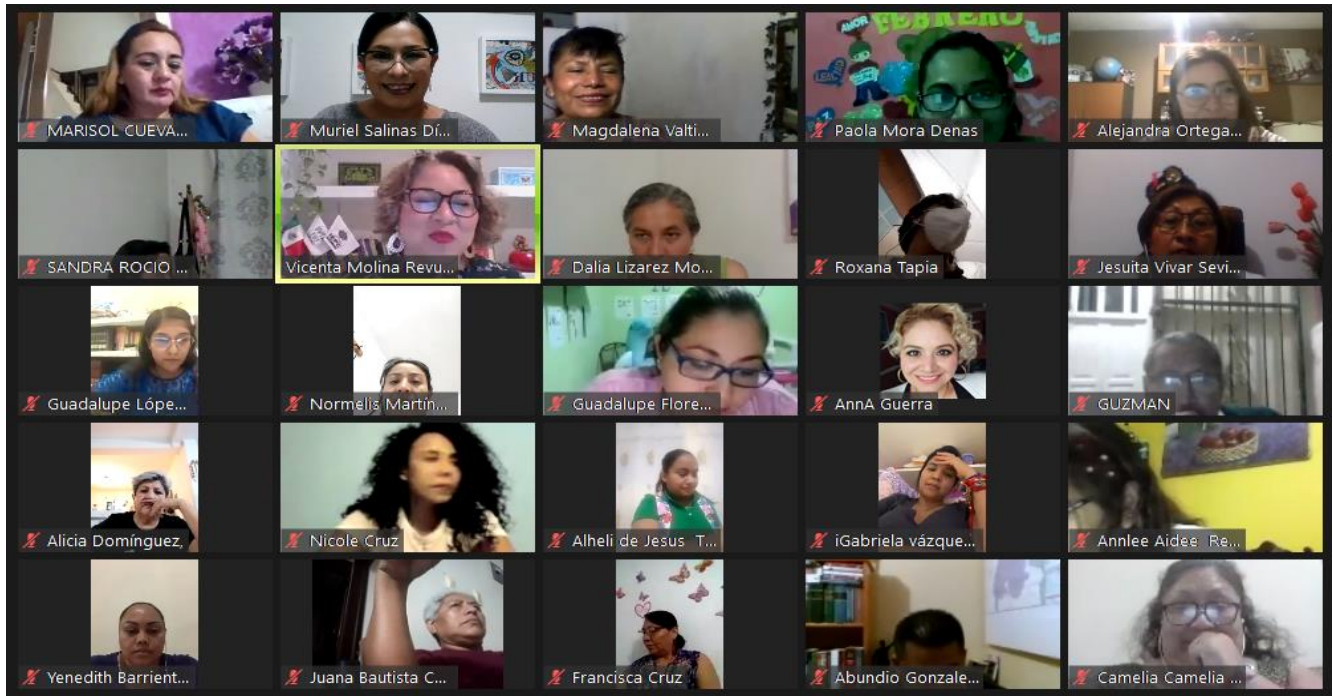 MARISOL CUEVA...
Muriel Salinas Dí...
Magdalena Valti...
Paola Mora Denas
Alejandra Ortega...
AMOR
FEBRERO
SANDRA ROCIO ...
Vicenta Molina Revu...
Dalia Lizarez Mo...
Roxana Tapia
Jesuita Vivar Sevi...
Guadalupe Lópe...
Normelis Martín...
Guadalupe Flore...
AnnA Guerra
GUZMAN
Alicia Domínguez,
Nicole Cruz
Alheli de Jesus T...
iGabriela vázque...
Annlee Aidee Re...
Yenedith Barrient...
Juana Bautista C...
Francisca Cruz
Abundio Gonzale...
Camelia Camelia ...